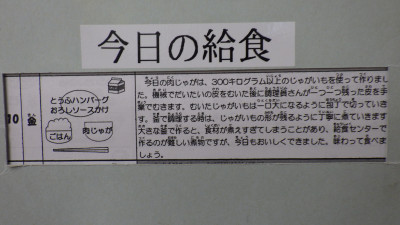 今日の給食
10
金
とうふハンバーグ
おろしソースかけ
ごはん
肉じゃが
今日の肉じゃがは、300キログラム以上のじゃがいもを使って作りまし
た。機械でだいたいの皮をむいた後に調理員さんが一つ一つ残った皮を手
作業でむきます。むいたじゃがいもは一口大になるように包丁で切っていき
ます。釜で調理する時は、じゃがいもの形が残るように丁寧に煮ていきます
大きな釜で作ると、食材が煮えすぎてしまうことがあり、給食センターで
作るのが難しい煮物ですが、今日もおいしくできました。味わって食べま
しょう。